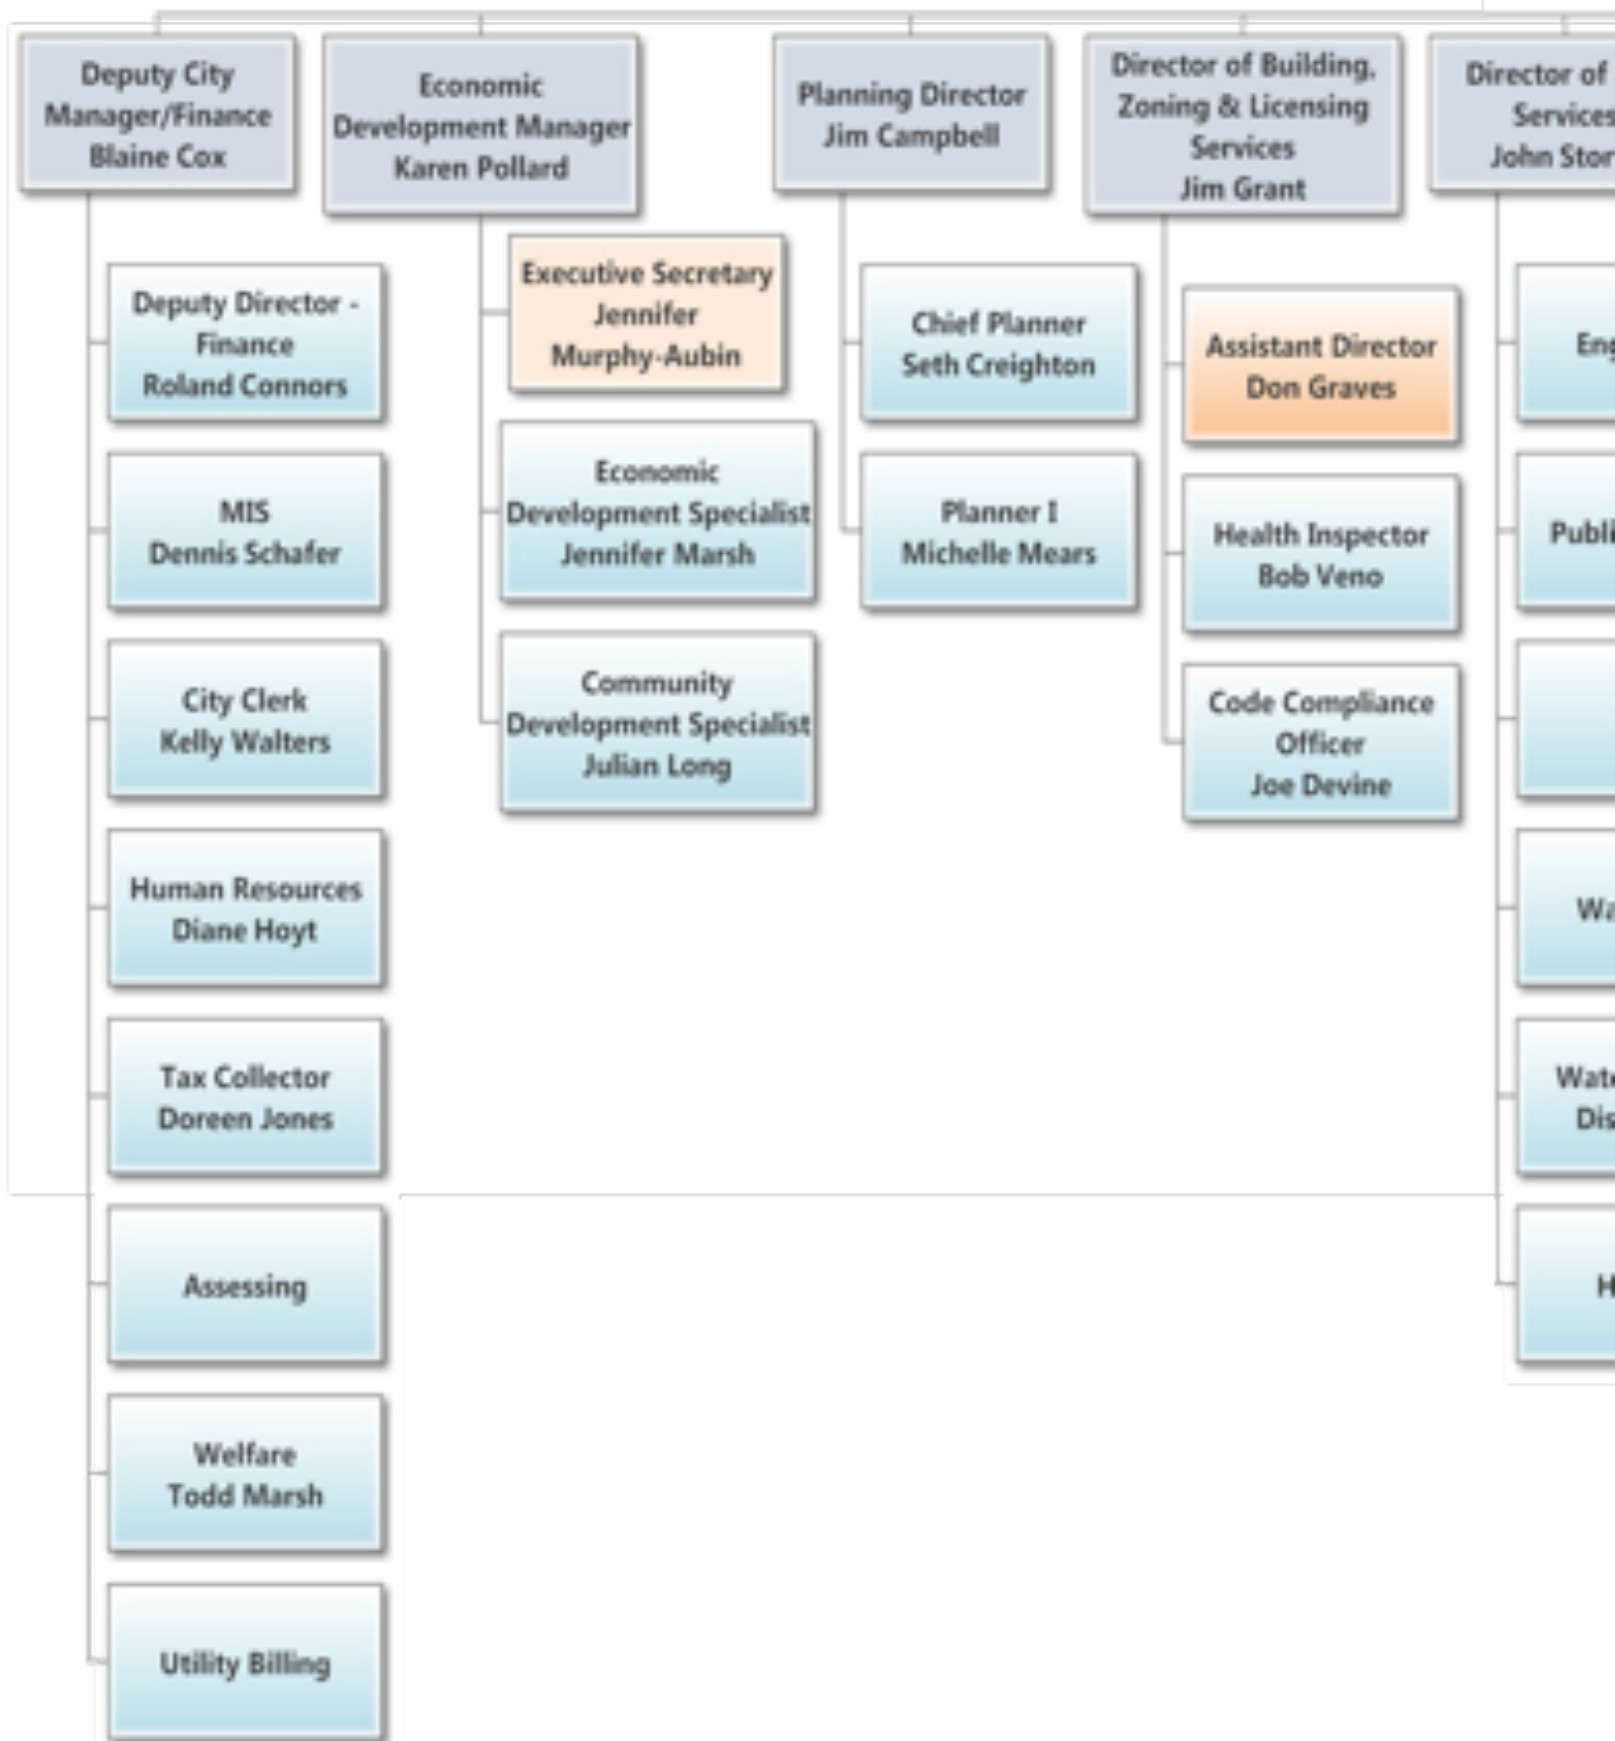 Deputy City
Manager/Finance
Blaine Cox
Deputy Director -
Finance
Roland Connors
MIS
Dennis Schafer
City Clerk
Kelly Walters
Human Resources
Diane Hoyt
Tax Collector
Doreen Jones
Assessing
Welfare
Todd Marsh
Utility Billing
Economic
Development Manager
Karen Pollard
Executive Secretary
Jennifer
Murphy-Aubin
Economic
Development Specialist
Jennifer Marsh
Community
Development Specialist
Julian Long
Planning Director
Jim Campbell
Chief Planner
Seth Creighton
Planner I
Michelle Mears
Director of Building,
Zoning & Licensing
Services
Jim Grant
Assistant Director
Don Graves
Health Inspector
Bob Veno
Code Compliance
Officer
Joe Devine
Director of
Services
John